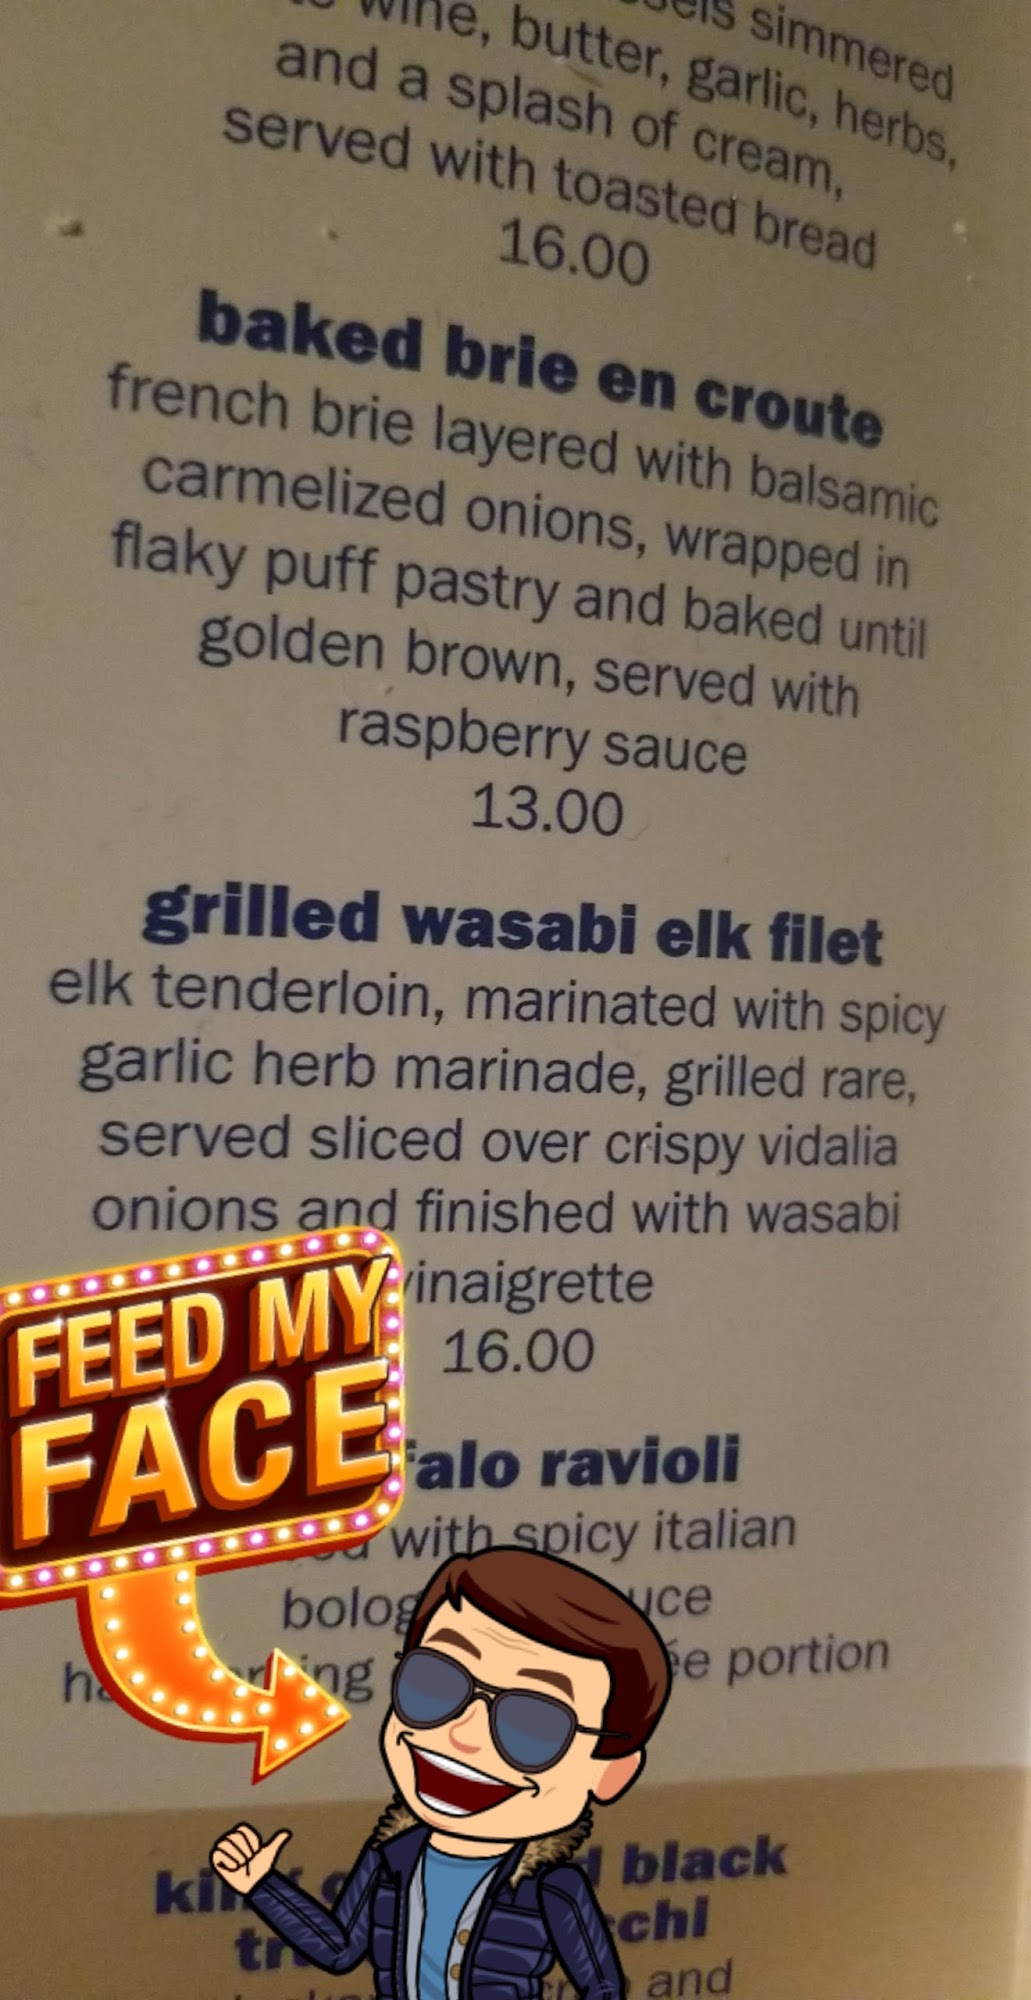 simmered
wine, butter, garlic, herbs,
and a splash of cream,
served with toasted bread
16.00
baked brie en croute
french brie layered with balsamic
carmelized onions, wrapped in
flaky puff pastry and baked until
golden brown, served with
raspberry sauce
13.00
grilled wasabi elk filet
elk tenderloin, marinated with spicy
garlic herb marinade, grilled rare,
served sliced over crispy vidalia
onions and finished with wasabi
vinaigrette
16.00
FEED MY
FACE
ravioli
with spicy italian
portion
black
and